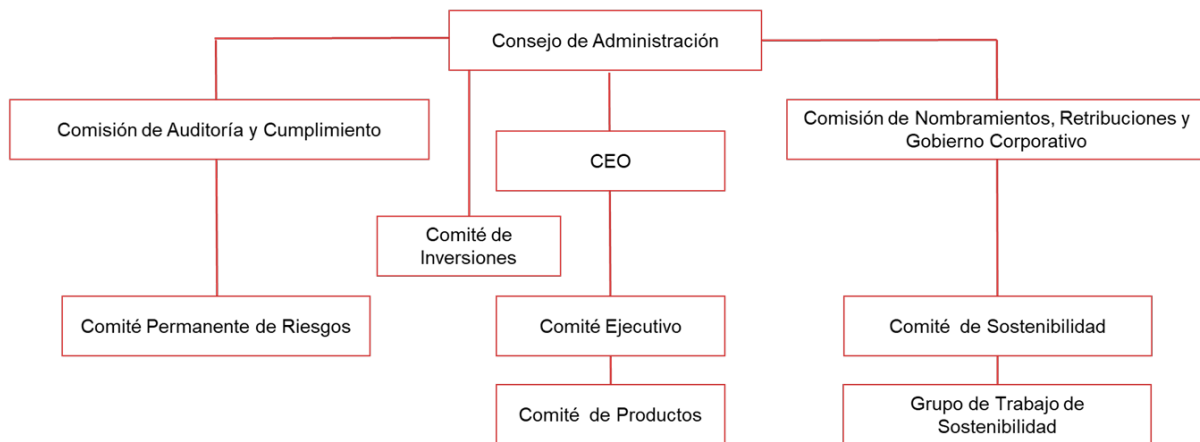 Consejo de Administración
Comisión de Auditoría y Cumplimiento
Comisión de Nombramientos, Retribuciones y
Gobierno Corporativo
CEO
Comité de
Inversiones
Comité Permanente de Riesgos
Comité Ejecutivo
Comité de Sostenibilidad
Comité de Productos
Grupo de Trabajo de
Sostenibilidad